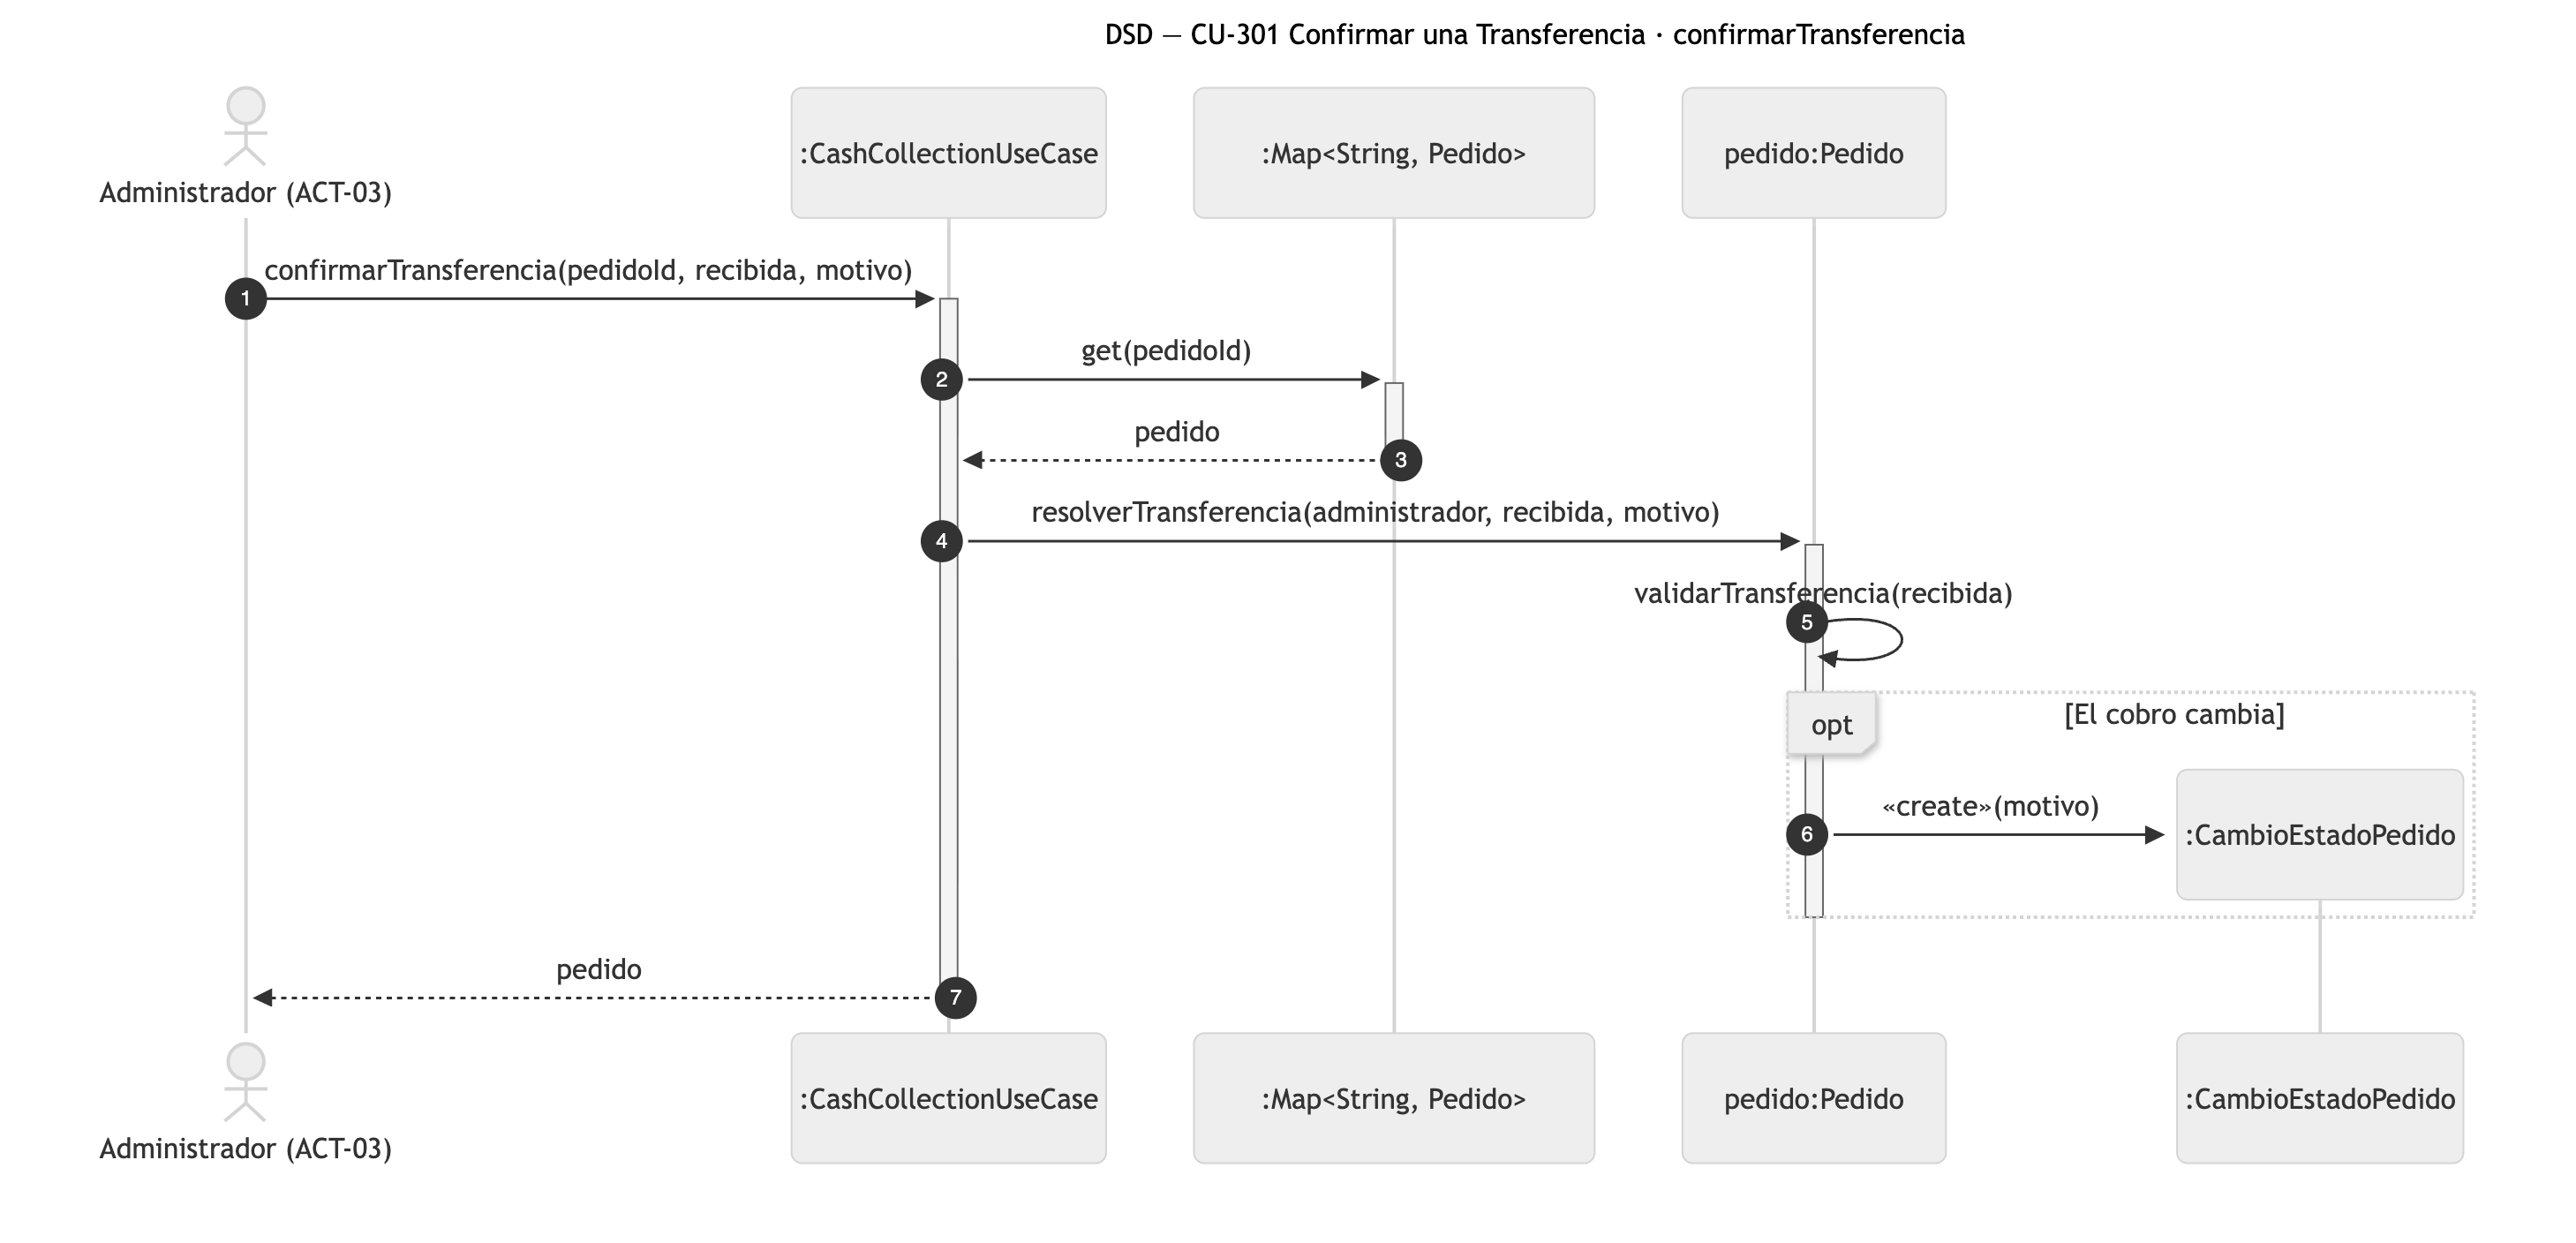 DSD — CU-301 Confirmar una Transferencia · confirmarTransferencia
Administrador (ACT-03)
:CashCollectionUseCase
:Map<String, Pedido>
pedido:Pedido
confirmarTransferencia(pedidoId, recibida, motivo)
1
get(pedidoId)
2
pedido
3
resolverTransferencia(administrador, recibida, motivo)
4
validarTransferencia(recibida)
5
opt
[El cobro cambia]
«create»(motivo)
6
:CambioEstadoPedido
pedido
7
Administrador (ACT-03)
:CashCollectionUseCase
:Map<String, Pedido>
pedido:Pedido
:CambioEstadoPedido